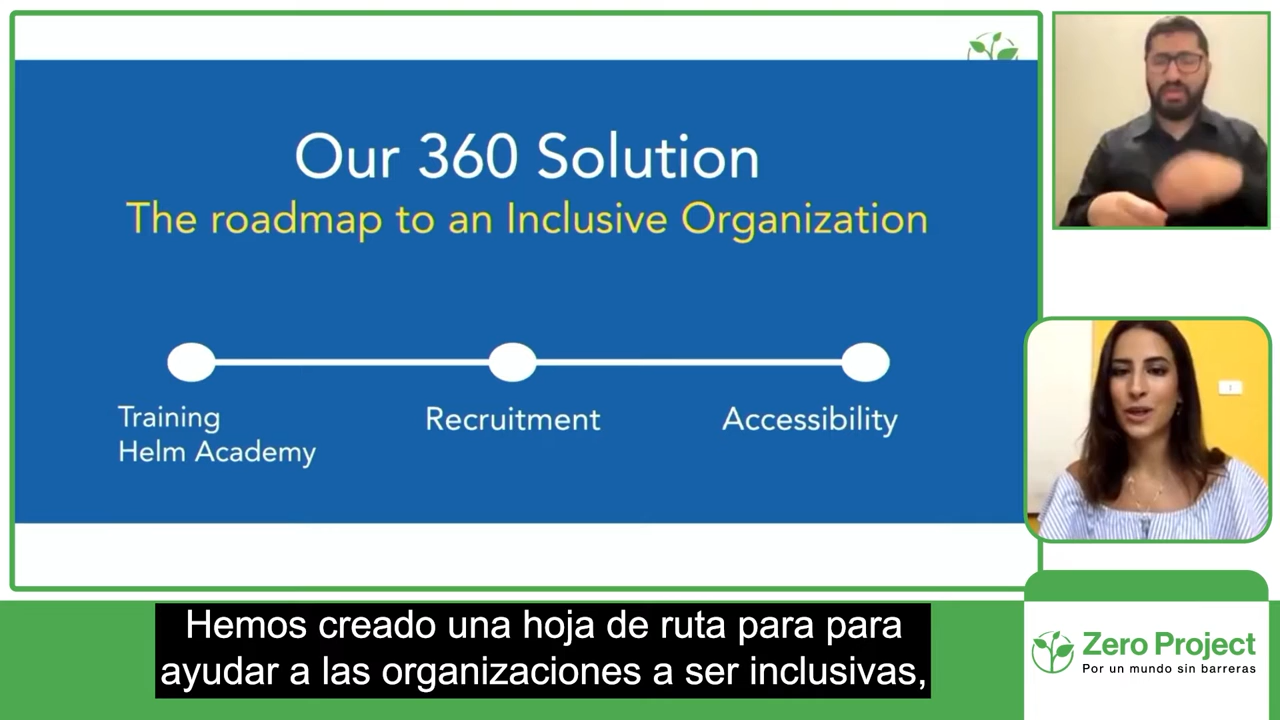 Our 360 Solution
The roadmap to an Inclusive Organization
Training
Helm Academy
Recruitment
Accessibility
Hemos creado una hoja de ruta para para
ayudar a las organizaciones a ser inclusivas,
Zero Project
Por un mundo sin barreras